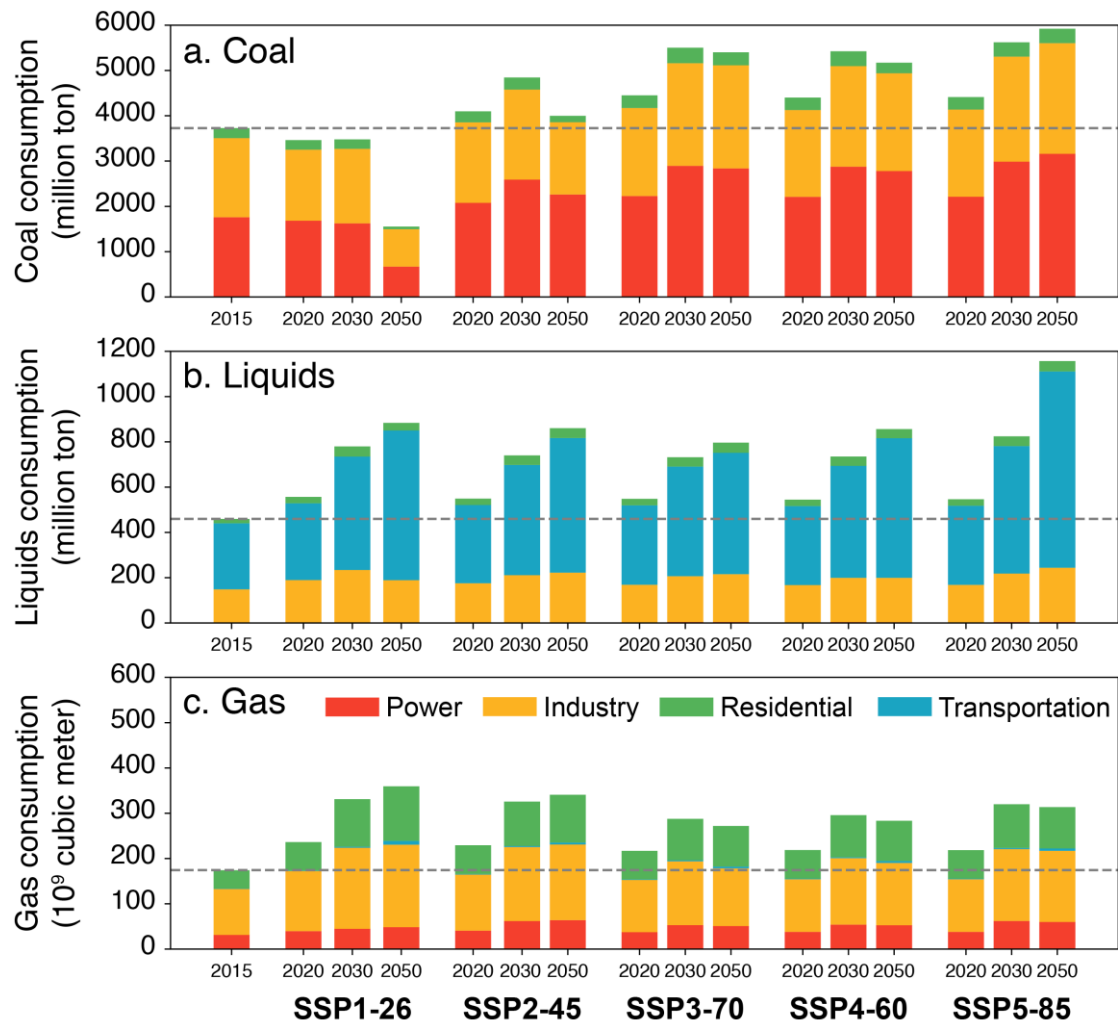 a. Coal
Coal consumption
(million ton)
6000
5000
4000
3000
2000
1000
0
2015 2020 2030 2050 2020 2030 2050 2020 2030 2050 2020 2030 2050 2020 2030 2050
b. Liquids
Liquids consumption
(million ton)
1200
1000
800
600
400
200
0
2015 2020 2030 2050 2020 2030 2050 2020 2030 2050 2020 2030 2050 2020 2030 2050
c. Gas
Power Industry Residential Transportation
Gas consumption
(10⁹ cubic meter)
600
500
400
300
200
100
0
2015 2020 2030 2050 2020 2030 2050 2020 2030 2050 2020 2030 2050 2020 2030 2050
SSP1-26 SSP2-45 SSP3-70 SSP4-60 SSP5-85